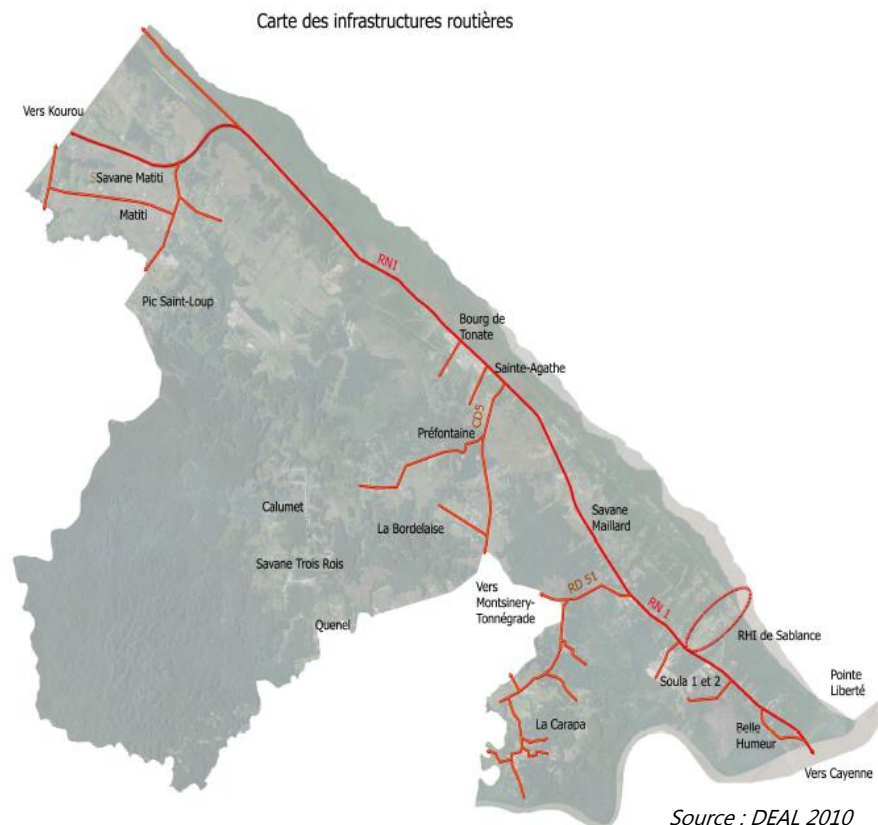 Carte des infrastructures routières
Vers Kourou
SSavane Matiti
Matiti
Pic Saint-Loup
RN1
Bourg de
Tonate
Sainte-Agathe
CD5
Préfontaine
Calumet
La Bordelaise
Savane
Maillard
Savane Trois Rois
Vers
Montsinery-
Tonnégrade
RD 51
RN 1
Quenel
RHI de Sablance
Soula 1 et 2
Pointe
Liberté
La Carapa
Belle
Humeur
Vers Cayenne
Source : DEAL 2010